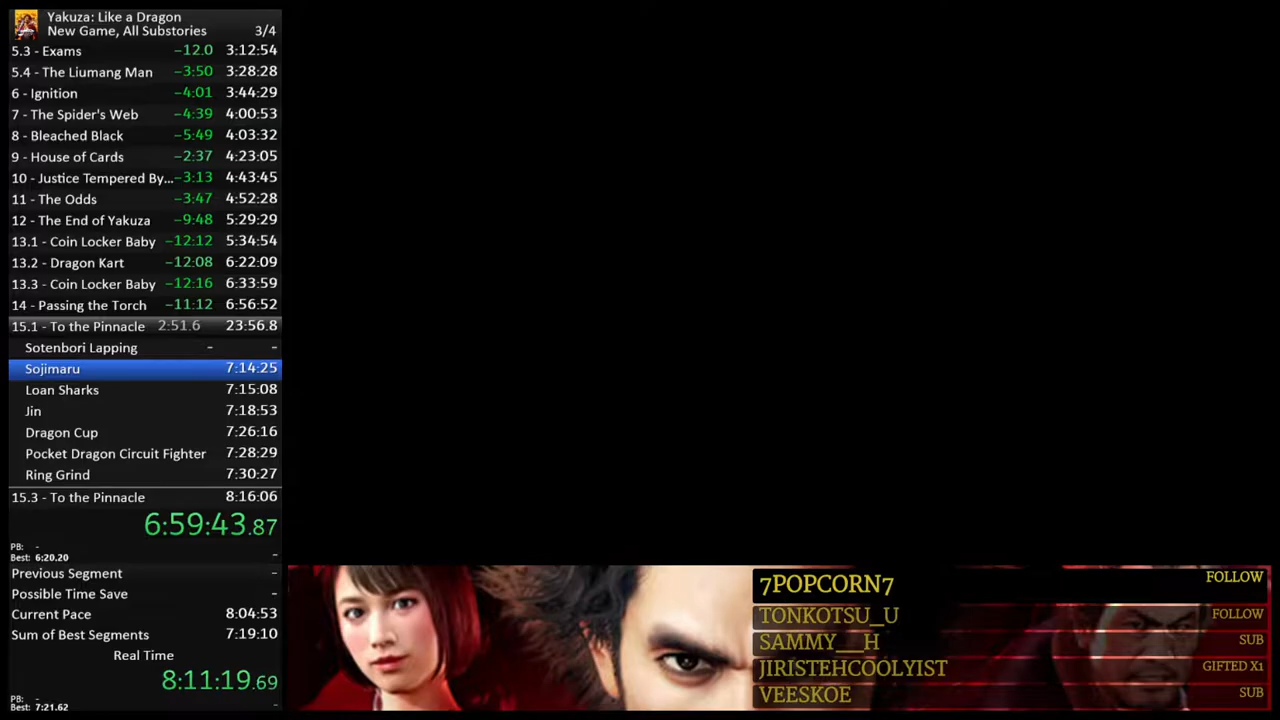 Yakuza: Like a Dragon
New Game, All Substories 3/4
5.3 - Exams −12.0 3:12:54
5.4 - The Liumang Man −3:50 3:28:28
6 - Ignition −4:01 3:44:29
7 - The Spider's Web −4:39 4:00:53
8 - Bleached Black −5:49 4:03:32
9 - House of Cards −2:37 4:23:05
10 - Justice Tempered By... −3:13 4:43:45
11 - The Odds −3:47 4:52:28
12 - The End of Yakuza −9:48 5:29:29
13.1 - Coin Locker Baby −12:12 5:34:54
13.2 - Dragon Kart −12:08 6:22:09
13.3 - Coin Locker Baby −12:16 6:33:59
14 - Passing the Torch −11:12 6:56:52
15.1 - To the Pinnacle 2:51.6 23:56.8
Sotenbori Lapping - -
Sojimaru 7:14:25
Loan Sharks 7:15:08
Jin 7:18:53
Dragon Cup 7:26:16
Pocket Dragon Circuit Fighter 7:28:29
Ring Grind 7:30:27
15.3 - To the Pinnacle 8:16:06
6:59:43.87
PB: -
Best: 6:20.20 -
Previous Segment -
Possible Time Save -
Current Pace 8:04:53
Sum of Best Segments 7:19:10
Real Time
8:11:19.69
PB: -
Best: 7:21.62 -
7POPCORN7 FOLLOW
TONKOTSU_U FOLLOW
SAMMY__H SUB
JIRISTEHCOOLYIST GIFTED X1
VEESKOE SUB